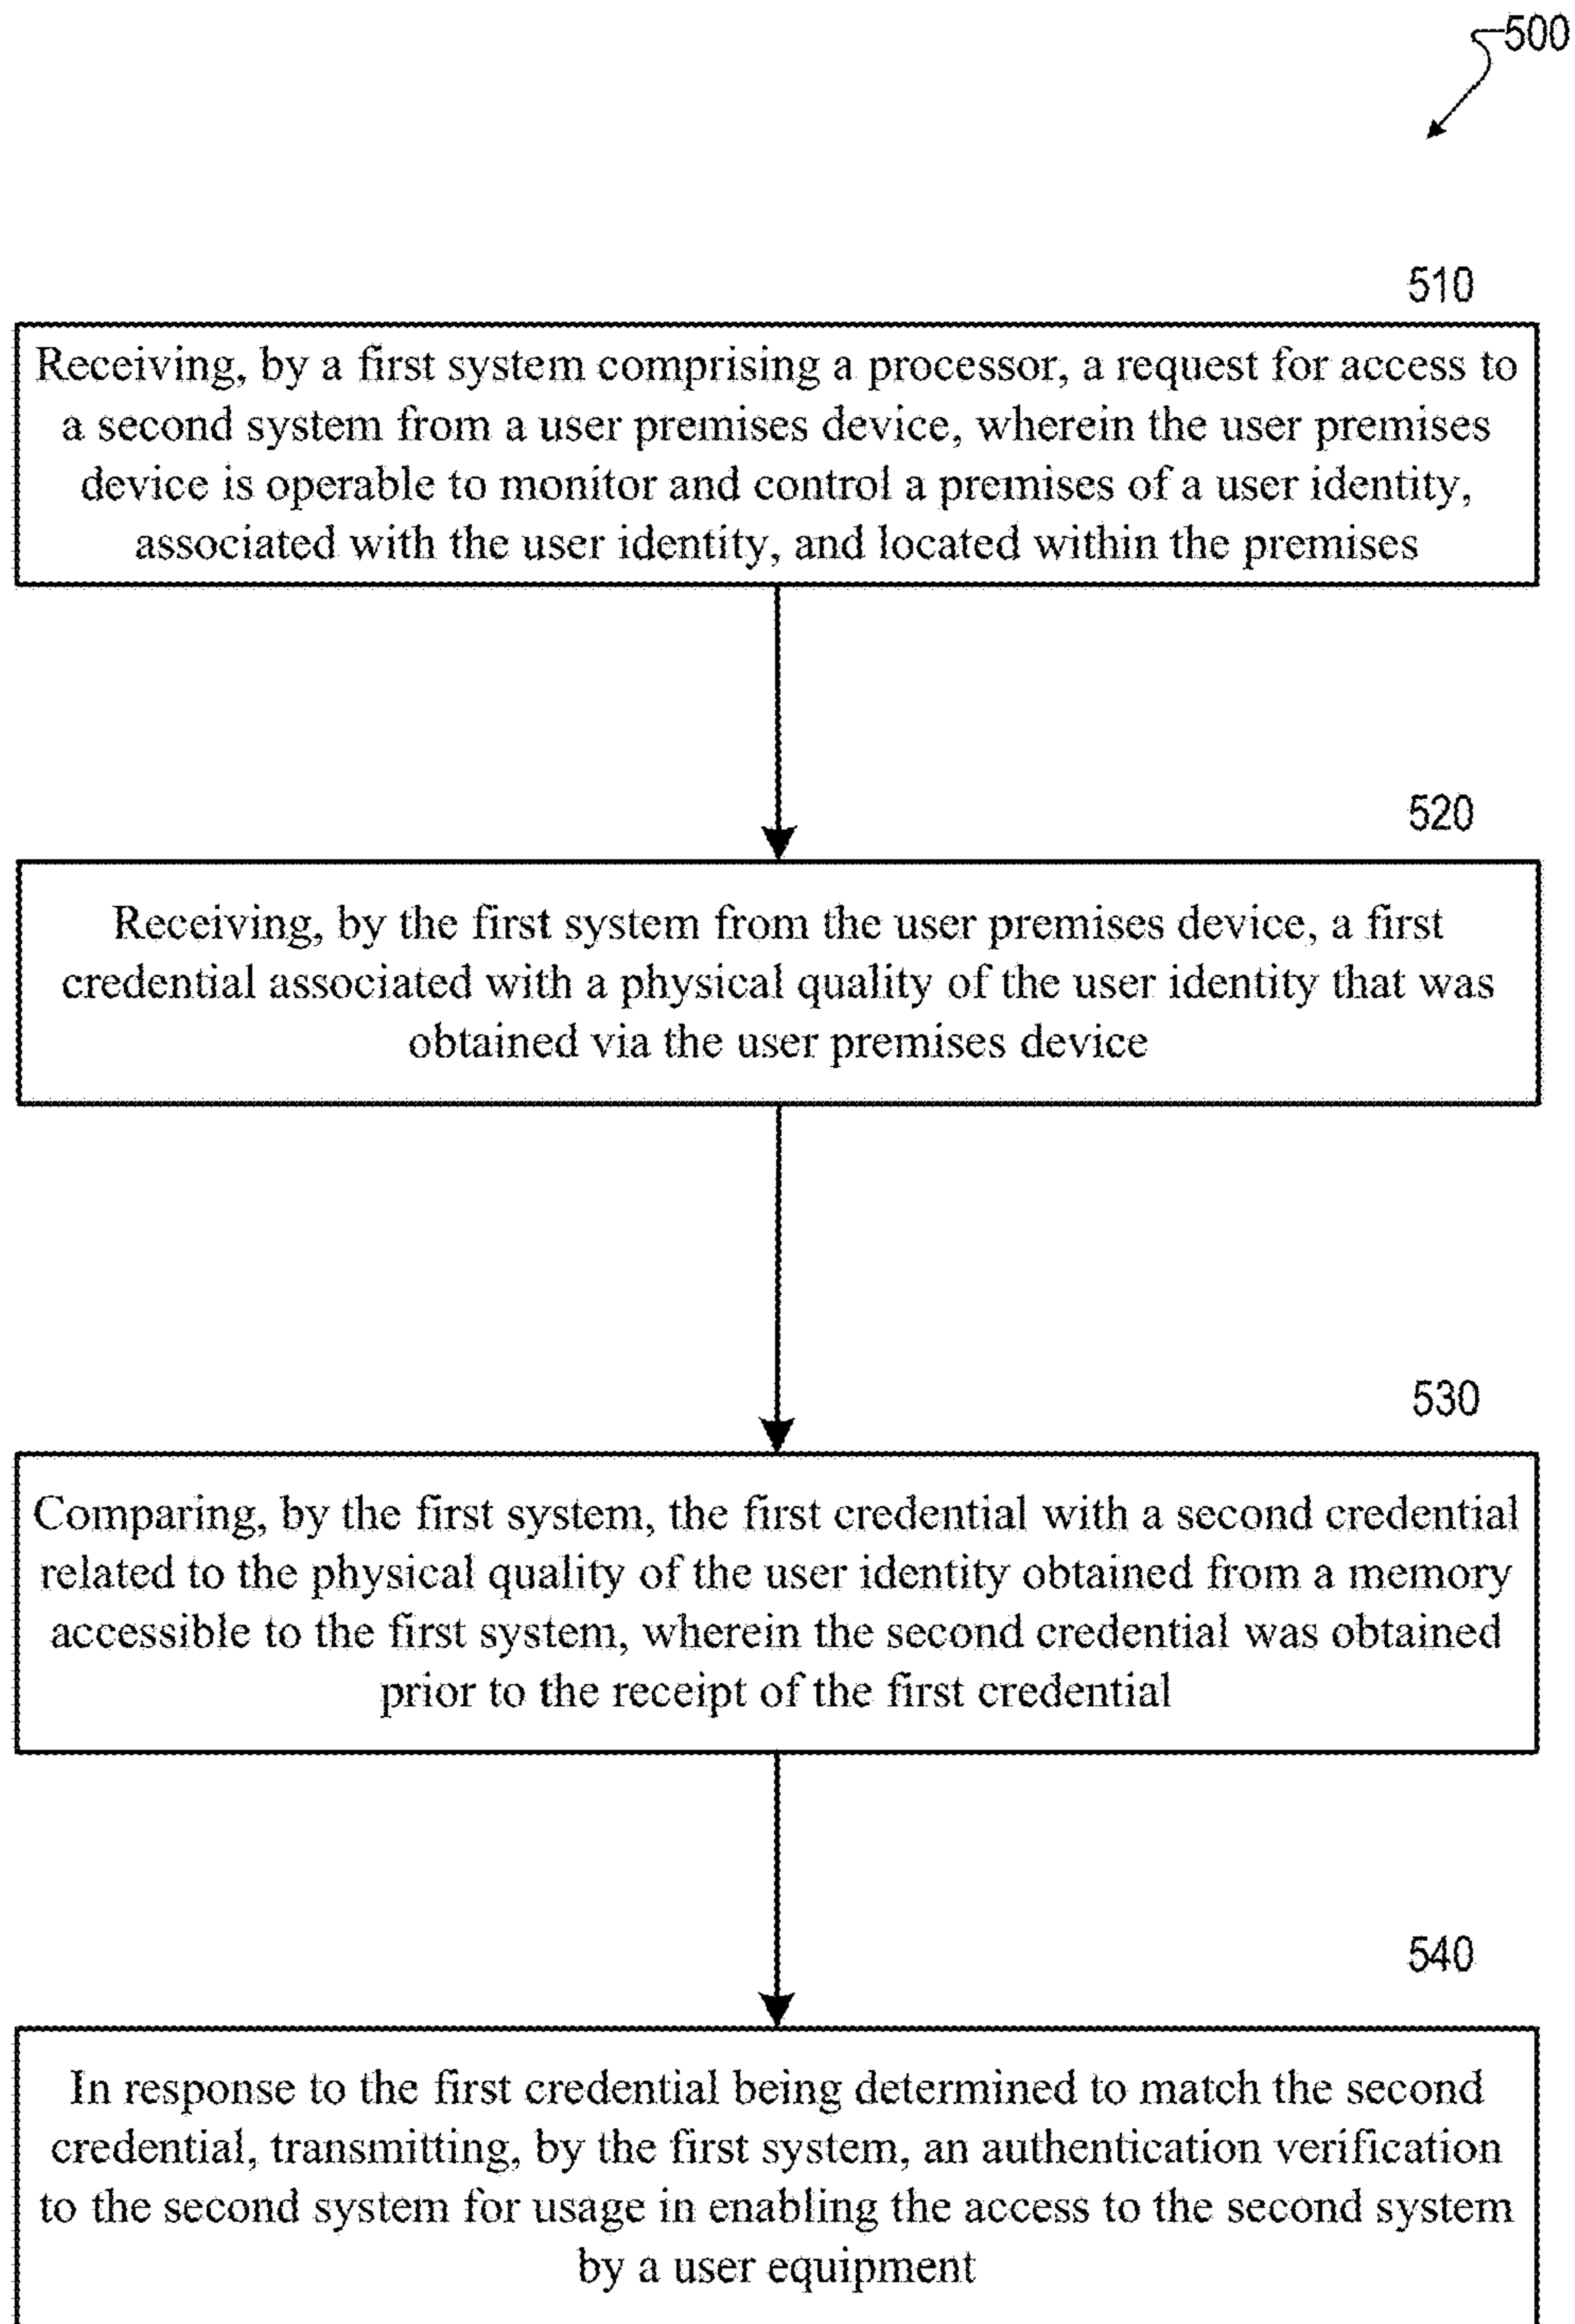 500
510
Receiving, by a first system comprising a processor, a request for access to
a second system from a user premises device, wherein the user premises
device is operable to monitor and control a premises of a user identity,
associated with the user identity, and located within the premises
520
Receiving, by the first system from the user premises device, a first
credential associated with a physical quality of the user identity that was
obtained via the user premises device
530
Comparing, by the first system, the first credential with a second credential
related to the physical quality of the user identity obtained from a memory
accessible to the first system, wherein the second credential was obtained
prior to the receipt of the first credential
540
In response to the first credential being determined to match the second
credential, transmitting, by the first system, an authentication verification
to the second system for usage in enabling the access to the second system
by a user equipment